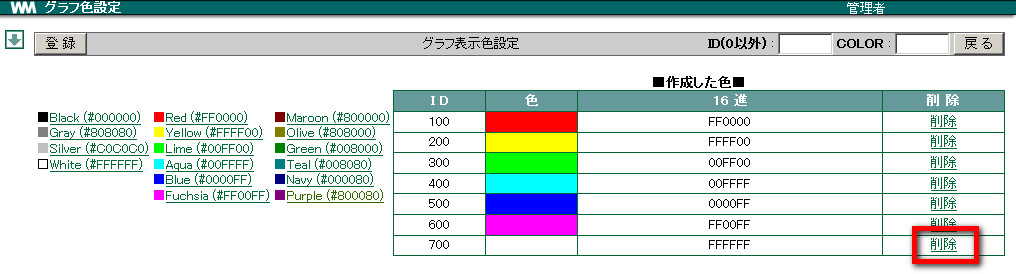 WM グラフ色設定 管理者
登録 グラフ表示色設定 ID(0以外) : COLOR : 戻る
■作成した色■
ID 色 16進 削除
Black (#000000) Red (#FF0000) Maroon (#800000)
Gray (#808080) Yellow (#FFFF00) Olive (#808000)
Silver (#C0C0C0) Lime (#00FF00) Green (#008000)
White (#FFFFFF) Aqua (#00FFFF) Teal (#008080)
Blue (#0000FF) Navy (#000080)
Fuchsia (#FF00FF) Purple (#800080)
100 FF0000 削除
200 FFFF00 削除
300 00FF00 削除
400 00FFFF 削除
500 0000FF 削除
600 FF00FF 削除
700 FFFFFF 削除